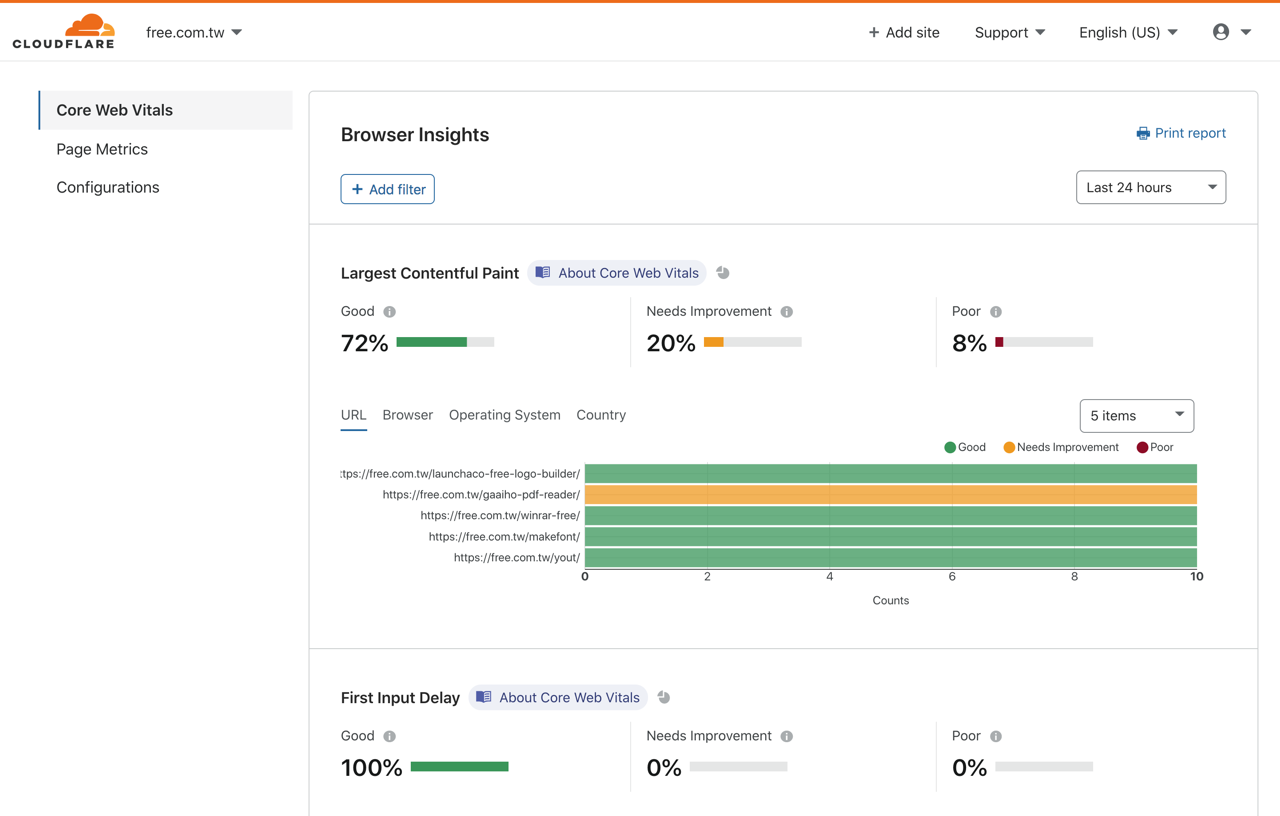 CLOUDFLARE
free.com.tw
Add site
Support
English (US)
Core Web Vitals
Page Metrics
Configurations
Browser Insights
Print report
+ Add filter
Last 24 hours
Largest Contentful Paint About Core Web Vitals
Good Needs Improvement Poor
72% 20% 8%
URL Browser Operating System Country
5 items
Good Needs Improvement Poor
ttps://free.com.tw/launchaco-free-logo-builder/
https://free.com.tw/gaaiho-pdf-reader/
https://free.com.tw/winrar-free/
https://free.com.tw/makefont/
https://free.com.tw/yout/
0 2 4 6 8 10
Counts
First Input Delay About Core Web Vitals
Good Needs Improvement Poor
100% 0% 0%